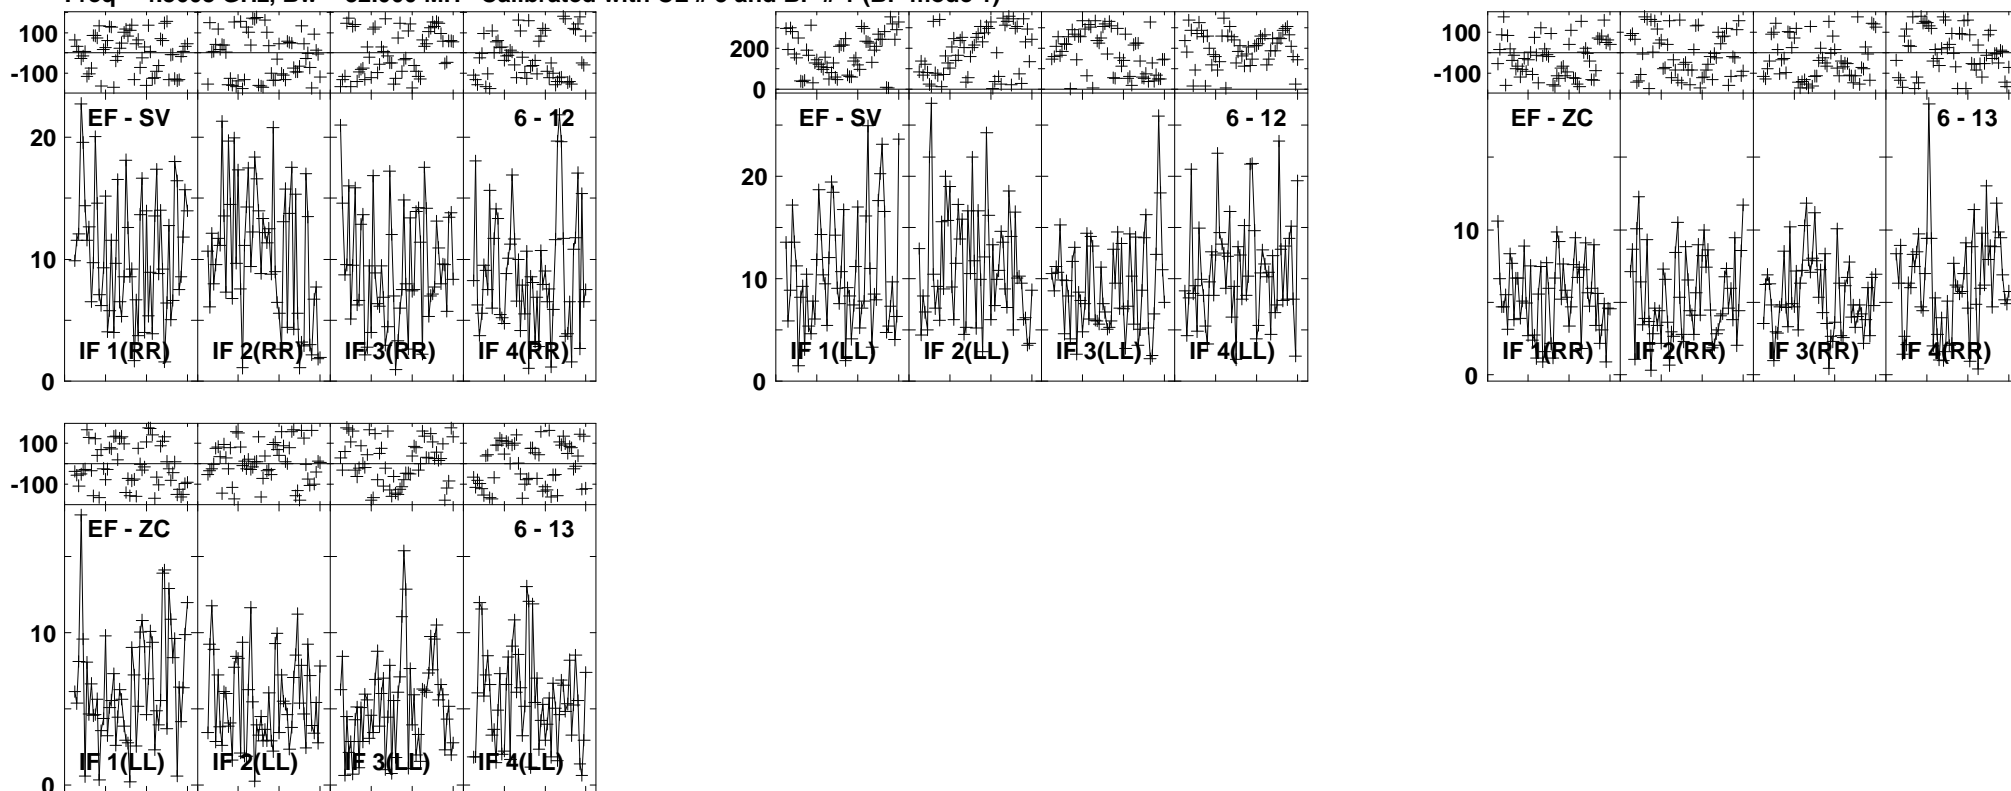 100
-100
EF - SV
6 - 12
20
10
0
IF 1(RR)
IF 2(RR)
IF 3(RR)
IF 4(RR)
200
0
EF - SV
6 - 12
20
10
0
IF 1(LL)
IF 2(LL)
IF 3(LL)
IF 4(LL)
100
-100
EF - ZC
6 - 13
10
0
IF 1(RR)
IF 2(RR)
IF 3(RR)
IF 4(RR)
100
-100
EF - ZC
6 - 13
10
0
IF 1(LL)
IF 2(LL)
IF 3(LL)
IF 4(LL)